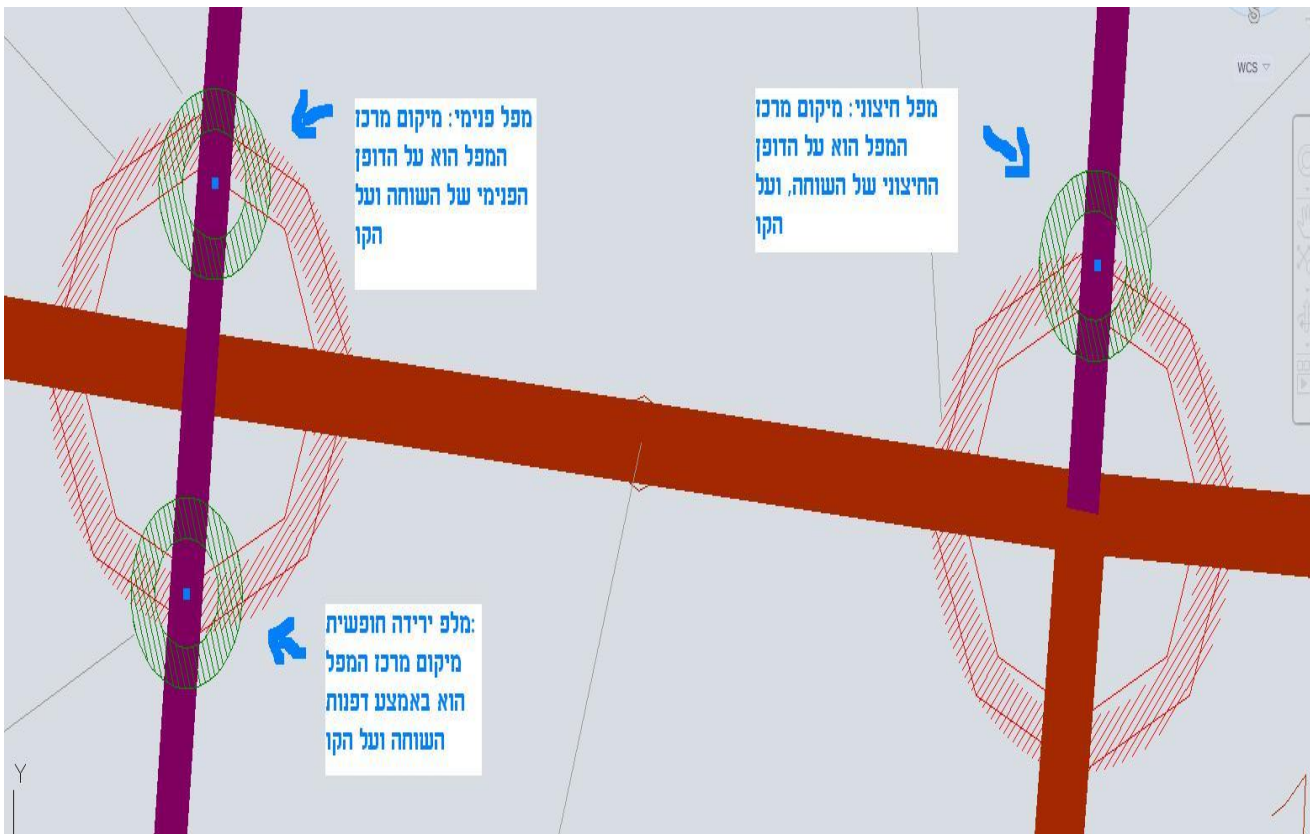 WCS
מפל פנימי: מיקום מרכז
המפל הוא על הדופן
הפנימי של השוחה ועל
הקו
מפל חיצוני: מיקום מרכז
המפל הוא על הדופן
החיצוני של השוחה, ועל
הקו
מלפ ירידה חופשית:
מיקום מרכז המפל
הוא באמצע דפנות
השוחה ועל הקו
Y